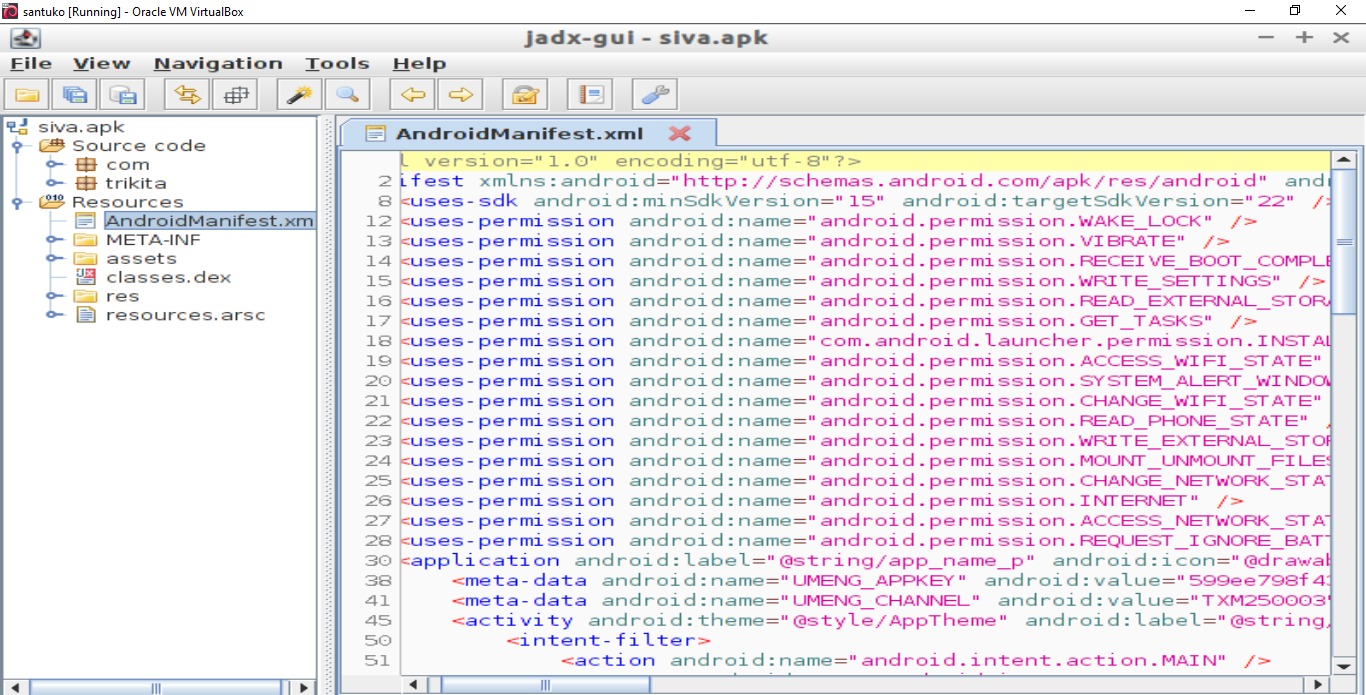 santuko [Running] - Oracle VM VirtualBox
jadx-gui - siva.apk
File View Navigation Tools Help
siva.apk
Source code
com
trikita
Resources
AndroidManifest.xm
META-INF
assets
classes.dex
res
resources.arsc
AndroidManifest.xml
l version="1.0" encoding="utf-8"?>
2 ifest xmlns:android="http://schemas.android.com/apk/res/android" andr
8 <uses-sdk android:minSdkVersion="15" android:targetSdkVersion="22" />
12 <uses-permission android:name="android.permission.WAKE_LOCK" />
13 <uses-permission android:name="android.permission.VIBRATE" />
14 <uses-permission android:name="android.permission.RECEIVE_BOOT_COMPLE
15 <uses-permission android:name="android.permission.WRITE_SETTINGS" />
16 <uses-permission android:name="android.permission.READ_EXTERNAL_STORA
17 <uses-permission android:name="android.permission.GET_TASKS" />
18 <uses-permission android:name="com.android.launcher.permission.INSTAL
19 <uses-permission android:name="android.permission.ACCESS_WIFI_STATE"
20 <uses-permission android:name="android.permission.SYSTEM_ALERT_WINDOW
21 <uses-permission android:name="android.permission.CHANGE_WIFI_STATE"
22 <uses-permission android:name="android.permission.READ_PHONE_STATE" /
23 <uses-permission android:name="android.permission.WRITE_EXTERNAL_STOR
24 <uses-permission android:name="android.permission.MOUNT_UNMOUNT_FILES
25 <uses-permission android:name="android.permission.CHANGE_NETWORK_STAT
26 <uses-permission android:name="android.permission.INTERNET" />
27 <uses-permission android:name="android.permission.ACCESS_NETWORK_STAT
28 <uses-permission android:name="android.permission.REQUEST_IGNORE_BATT
30 <application android:label="@string/app_name_p" android:icon="@drawab
38 <meta-data android:name="UMENG_APPKEY" android:value="599ee798f43
41 <meta-data android:name="UMENG_CHANNEL" android:value="TXM250003"
45 <activity android:theme="@style/AppTheme" android:label="@string/
50 <intent-filter>
51 <action android:name="android.intent.action.MAIN" />